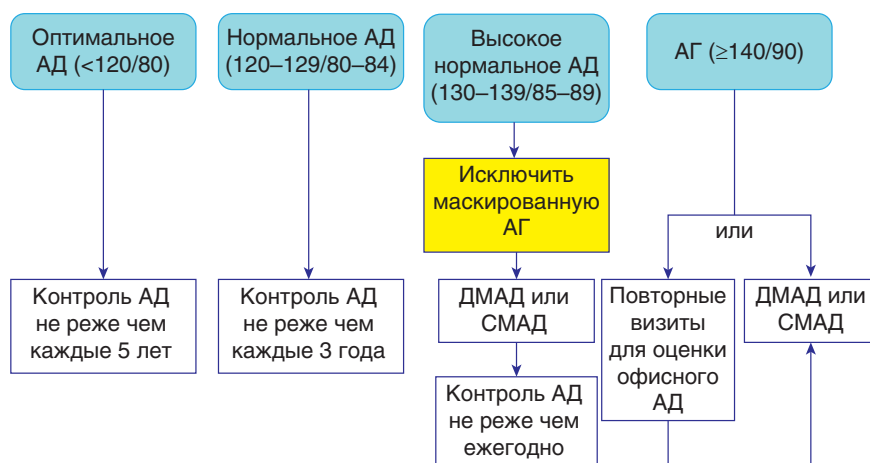 Оптимальное
АД (<120/80)
Нормальное АД
(120–129/80–84)
Высокое
нормальное АД
(130–139/85–89)
АГ (≥140/90)
Исключить
маскированную
АГ
или
Контроль АД
не реже чем
каждые 5 лет
Контроль АД
не реже чем
каждые 3 года
ДМАД или
СМАД
Повторные
визиты
для оценки
офисного
АД
ДМАД или
СМАД
Контроль АД
не реже чем
ежегодно